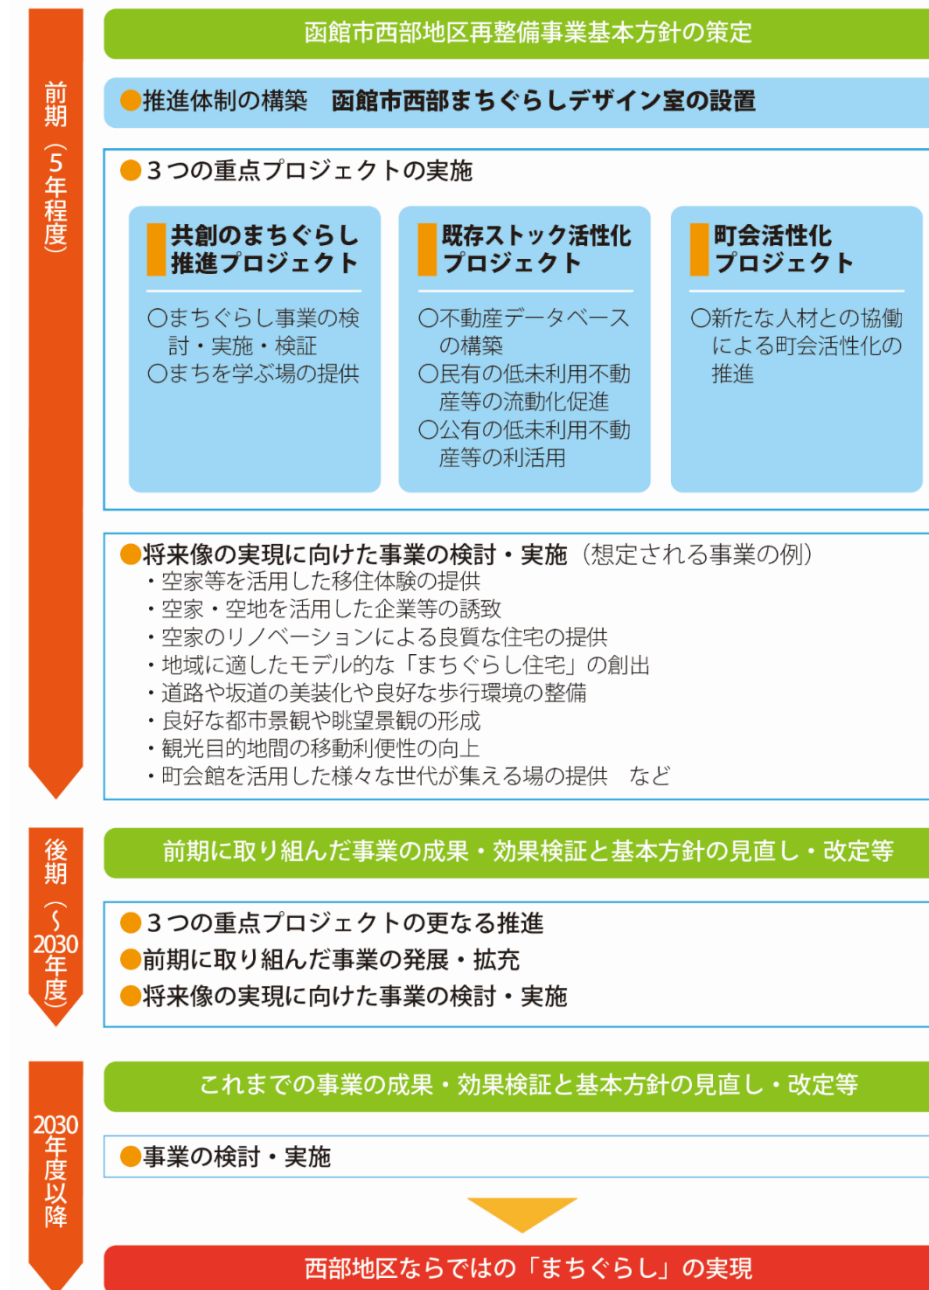 函館市西部地区再整備事業基本方針の策定
前期（5年程度）
●推進体制の構築　函館市西部まちぐらしデザイン室の設置
●３つの重点プロジェクトの実施
共創のまちぐらし
推進プロジェクト
○まちぐらし事業の検
討・実施・検証
○まちを学ぶ場の提供
既存ストック活性化
プロジェクト
○不動産データベース
の構築
○民有の低未利用不動
産等の流動化促進
○公有の低未利用不動
産等の利活用
町会活性化
プロジェクト
○新たな人材との協働
による町会活性化の
推進
●将来像の実現に向けた事業の検討・実施（想定される事業の例）
・空家等を活用した移住体験の提供
・空家・空地を活用した企業等の誘致
・空家のリノベーションによる良質な住宅の提供
・地域に適したモデル的な「まちぐらし住宅」の創出
・道路や坂道の美装化や良好な歩行環境の整備
・良好な都市景観や眺望景観の形成
・観光目的地間の移動利便性の向上
・町会館を活用した様々な世代が集える場の提供　など
後期（～2030年度）
前期に取り組んだ事業の成果・効果検証と基本方針の見直し・改定等
●３つの重点プロジェクトの更なる推進
●前期に取り組んだ事業の発展・拡充
●将来像の実現に向けた事業の検討・実施
2030年度以降
これまでの事業の成果・効果検証と基本方針の見直し・改定等
●事業の検討・実施
西部地区ならではの「まちぐらし」の実現